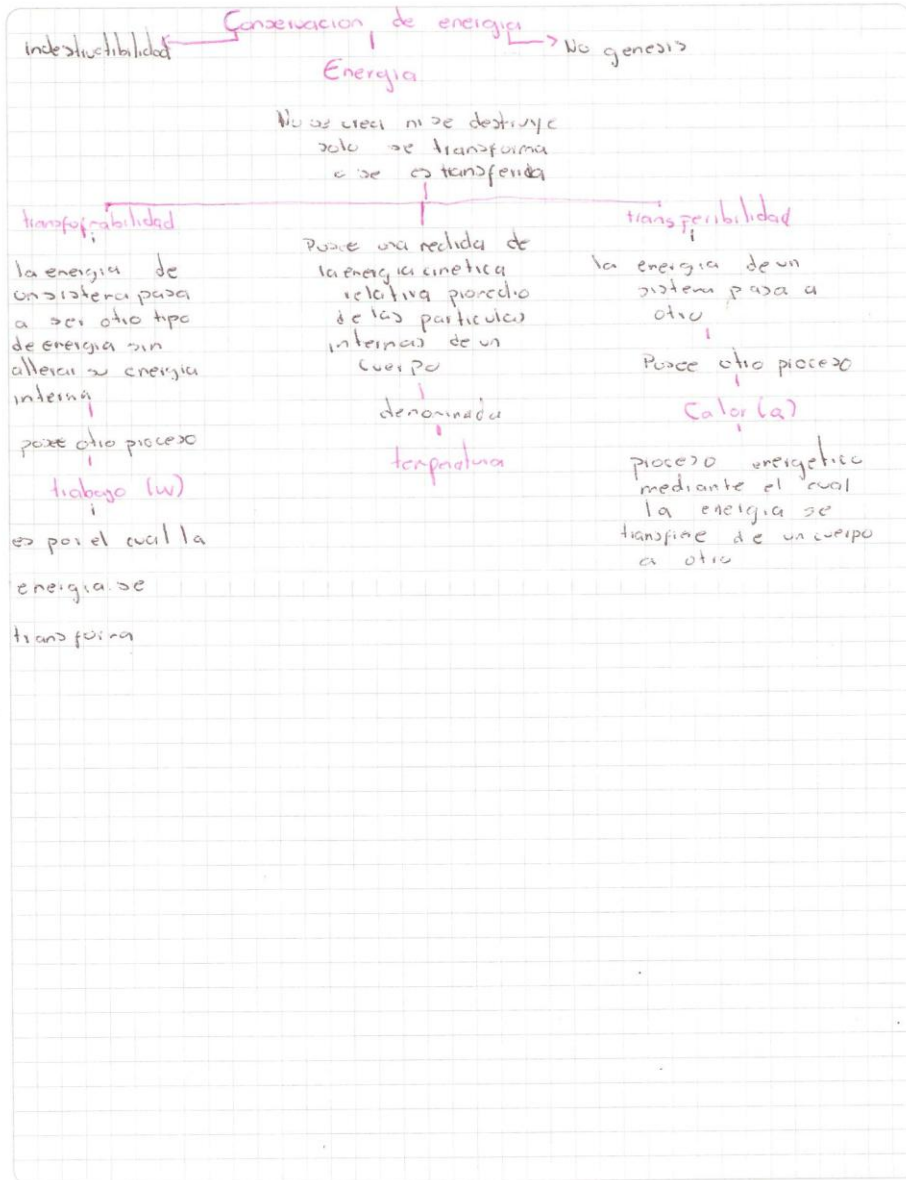 Conservacion de energia
indestructibilidad
No genesis
Energia
No se creci ni se destruye
solo se transforma
o se es transferida
la energia de
un sistema pasa
a ser otro tipo
de energia sin
allterar su energia
interna
posee otro proceso
trabajo (w)
es por el cual la
energia se
transforma
Posee una medida de
la energia cinetica
relativa promedio
de las particulas
internas de un
cuerpo
denominada
temperatura
transferibilidad
la energia de un
sistema pasa a
otro
Posee otro proceso
Calor (a)
proceso energetico
mediante el cual
la energia se
transfiere de un cuerpo
a otro